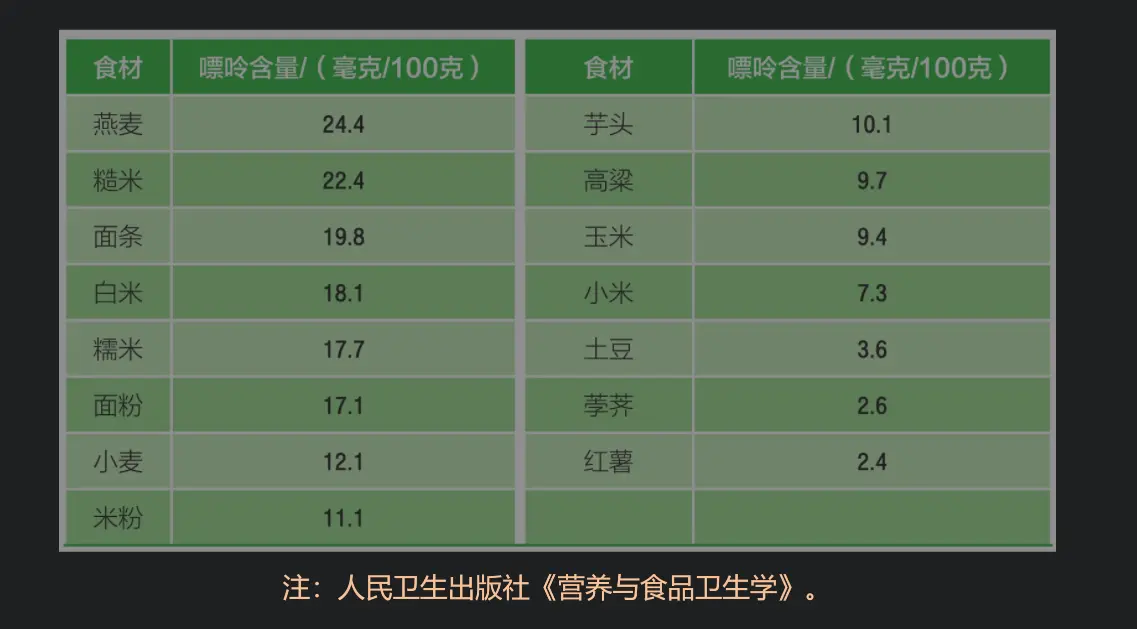 食材 嘌呤含量/（毫克/100克） 食材 嘌呤含量/（毫克/100克）
燕麦 24.4 芋头 10.1
糙米 22.4 高粱 9.7
面条 19.8 玉米 9.4
白米 18.1 小米 7.3
糯米 17.7 土豆 3.6
面粉 17.1 荸荠 2.6
小麦 12.1 红薯 2.4
米粉 11.1
注：人民卫生出版社《营养与食品卫生学》。